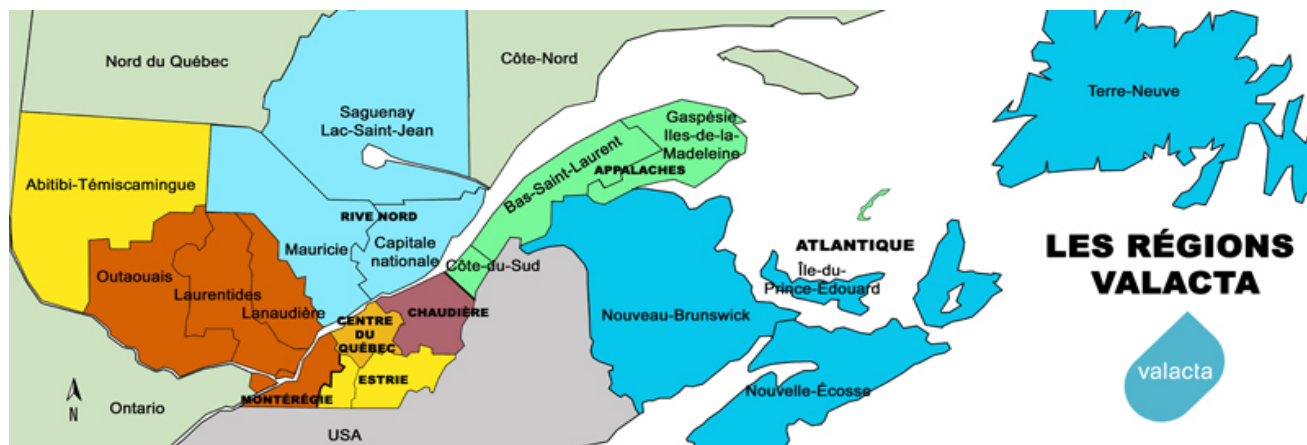 Nord du Québec
Côte-Nord
Saguenay
Lac-Saint-Jean
Gaspésie
Iles-de-la-
Madeleine
Terre-Neuve
Abitibi-Témiscamingue
Bas-Saint-Laurent
APPALACHES
RIVE NORD
Mauricie
Capitale
nationale
Outaouais
Laurentides
Lanaudière
Côte-du-Sud
ATLANTIQUE
Île-du-
Prince-Édouard
LES RÉGIONS
VALACTA
CHAUDIÈRE
CENTRE
DU
QUÉBEC
Nouveau-Brunswick
ESTRIE
MONTÉRÉGIE
Nouvelle-Écosse
valacta
N
Ontario
USA